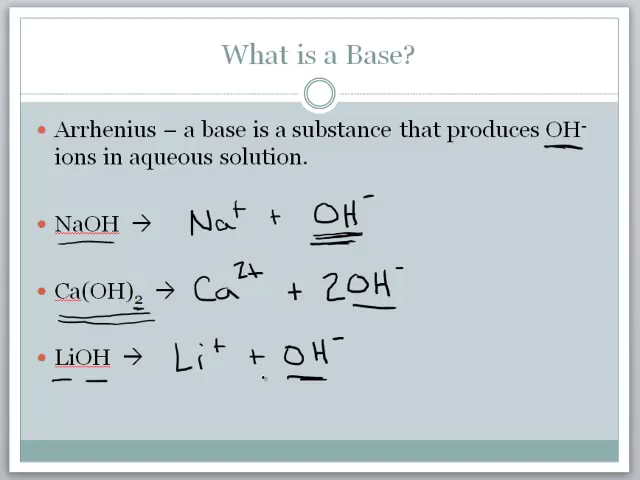 What is a Base?
• Arrhenius – a base is a substance that produces OH⁻
ions in aqueous solution.
• NaOH → Na⁺ + OH⁻
• Ca(OH)₂ → Ca²⁺ + 2OH⁻
• LiOH → Li⁺ + OH⁻